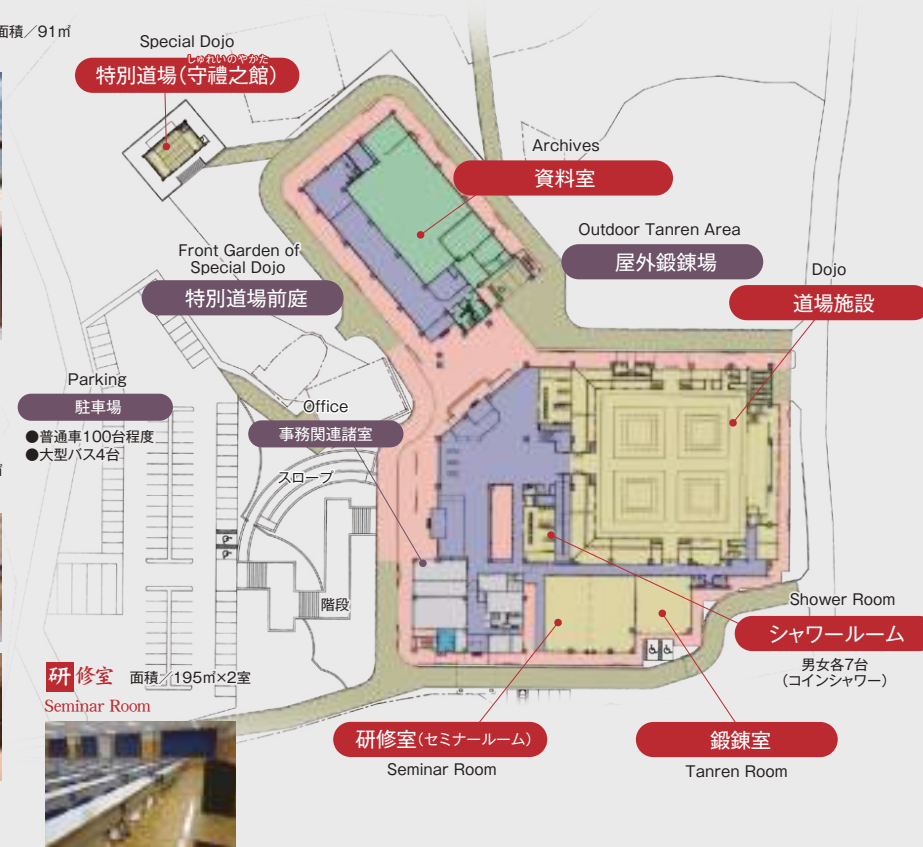 面積／91㎡
Special Dojo
しゅれいのやかた
特別道場(守禮之館)
Archives
資料室
Outdoor Tanren Area
屋外鍛錬場
Front Garden of
Special Dojo
特別道場前庭
Dojo
道場施設
Parking
駐車場
●普通車100台程度
●大型バス4台
Office
事務関連諸室
スロープ
階段
Shower Room
シャワールーム
男女各7台
(コインシャワー)
研修室 面積／195㎡×2室
Seminar Room
研修室(セミナールーム)
Seminar Room
鍛錬室
Tanren Room